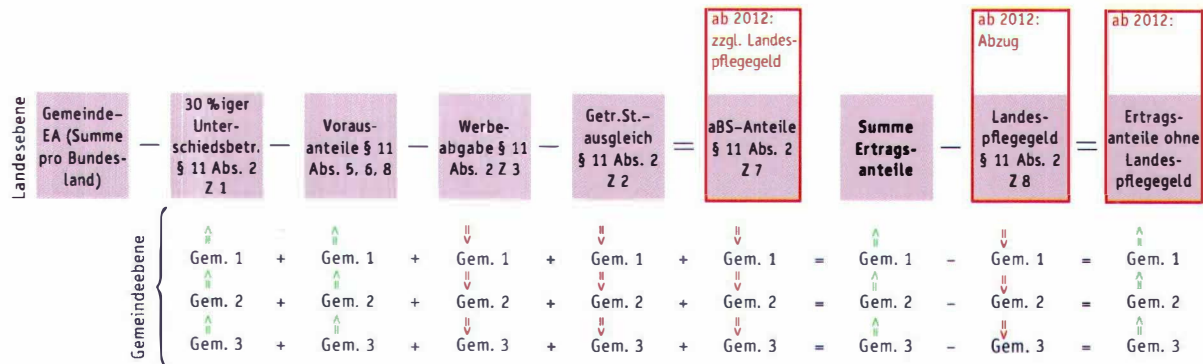 ab 2012:
zzgl. Landes-
pflegegeld
ab 2012:
Abzug
ab 2012:
Landesebene
Gemeinde-
EA (Summe
pro Bundes-
land)
—
30 %iger
Unter-
schiedsbetr.
§ 11 Abs. 2
Z 1
—
Voraus-
anteile § 11
Abs. 5, 6, 8
—
Werbe-
abgabe § 11
Abs. 2 Z 3
—
Getr.St.-
ausgleich
§ 11 Abs. 2
Z 2
=
aBS-Anteile
§ 11 Abs. 2
Z 7
Summe
Ertrags-
anteile
—
Landes-
pflegegeld
§ 11 Abs. 2
Z 8
=
Ertrags-
anteile ohne
Landes-
pflegegeld
Gemeindeebene
Gem. 1 + Gem. 1 + Gem. 1 + Gem. 1 + Gem. 1 = Gem. 1 - Gem. 1 = Gem. 1
Gem. 2 + Gem. 2 + Gem. 2 + Gem. 2 + Gem. 2 = Gem. 2 - Gem. 2 = Gem. 2
Gem. 3 + Gem. 3 + Gem. 3 + Gem. 3 + Gem. 3 = Gem. 3 - Gem. 3 = Gem. 3